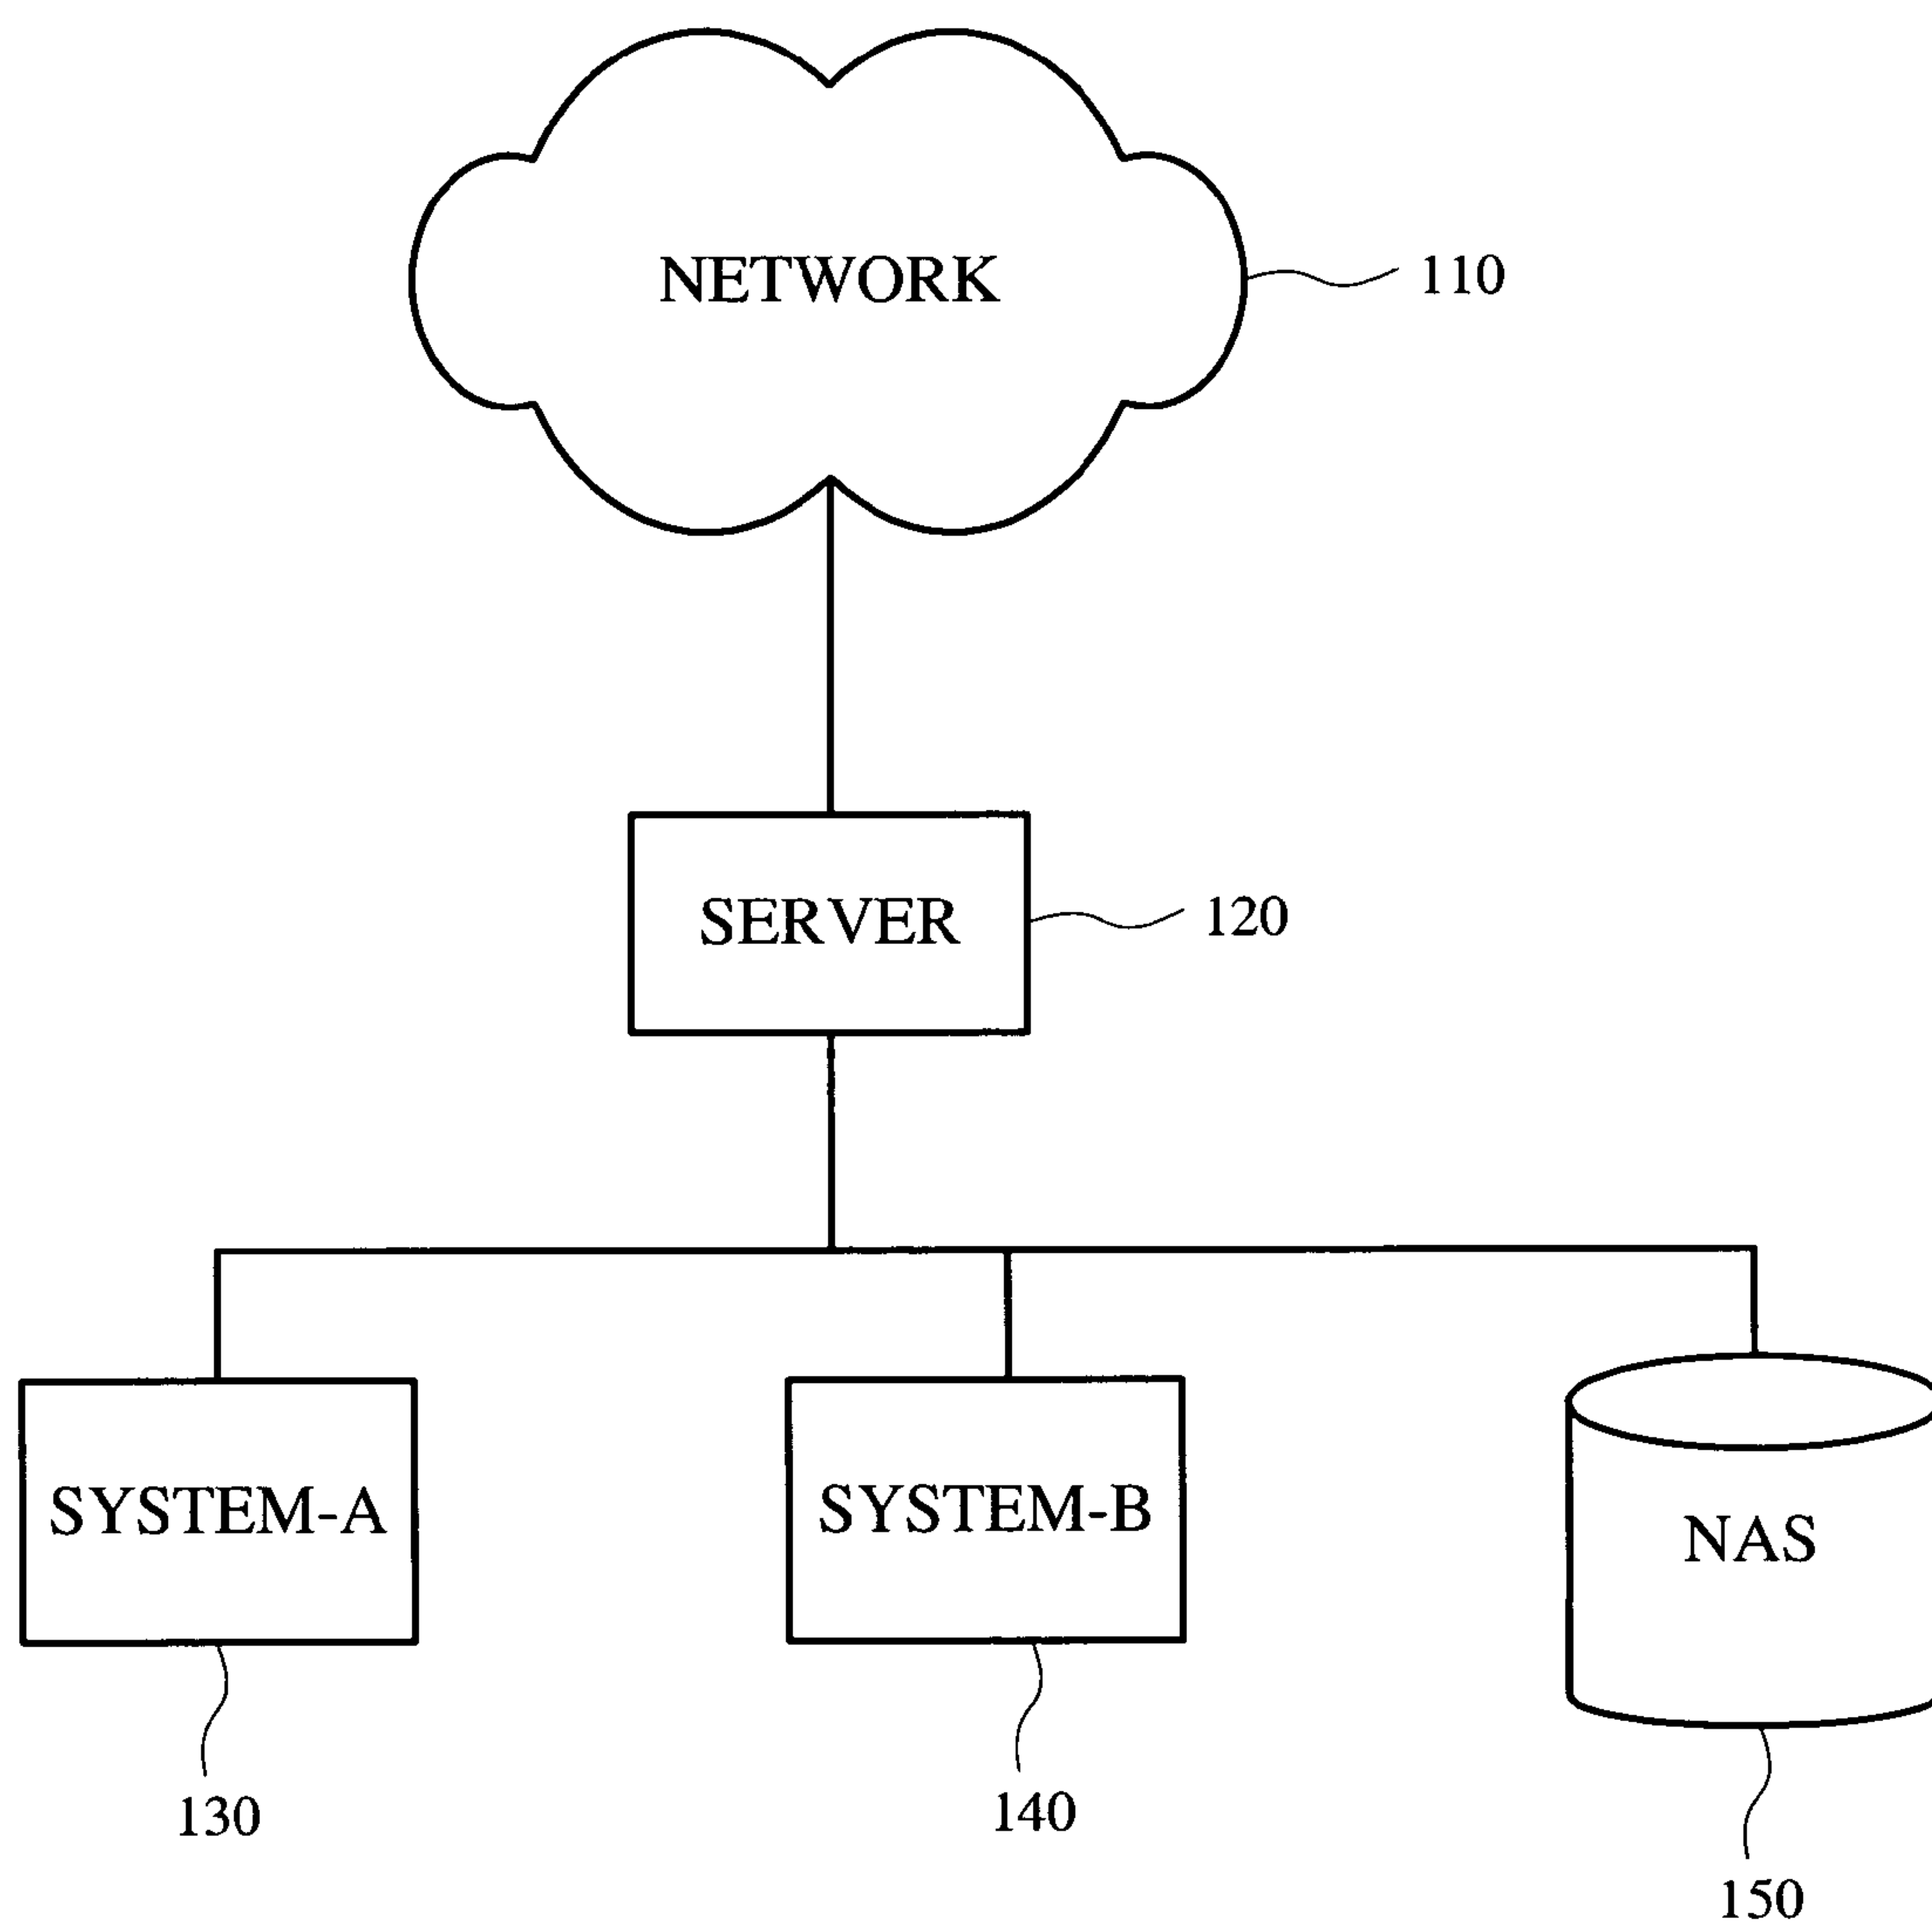 NETWORK
110
SERVER
120
SYSTEM-A
SYSTEM-B
NAS
130
140
150